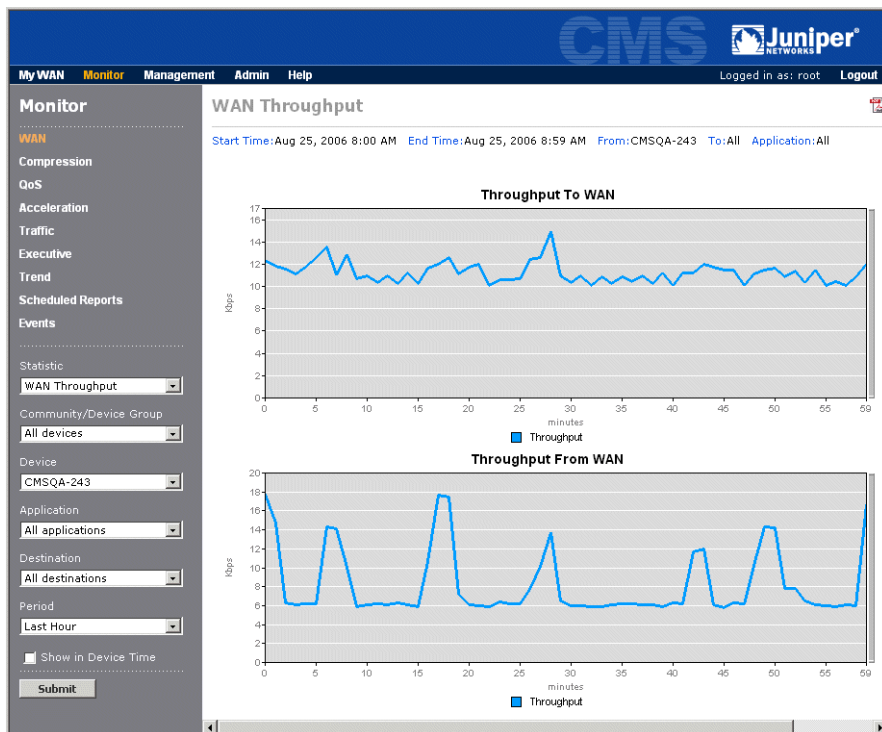 CMS
Juniper®
NETWORKS
My WAN Monitor Management Admin Help Logged in as: root Logout
Monitor
WAN
Compression
QoS
Acceleration
Traffic
Executive
Trend
Scheduled Reports
Events
Statistic
WAN Throughput
Community/Device Group
All devices
Device
CMSQA-243
Application
All applications
Destination
All destinations
Period
Last Hour
Show in Device Time
Submit
WAN Throughput
Start Time:Aug 25, 2006 8:00 AM End Time:Aug 25, 2006 8:59 AM From:CMSQA-243 To:All Application:All
Throughput To WAN
17
16
14
12
10
8
6
4
2
0
Kbps
0 5 10 15 20 25 30 35 40 45 50 55 59
minutes
Throughput
Throughput From WAN
20
18
16
14
12
10
8
6
4
2
0
Kbps
0 5 10 15 20 25 30 35 40 45 50 55 59
minutes
Throughput